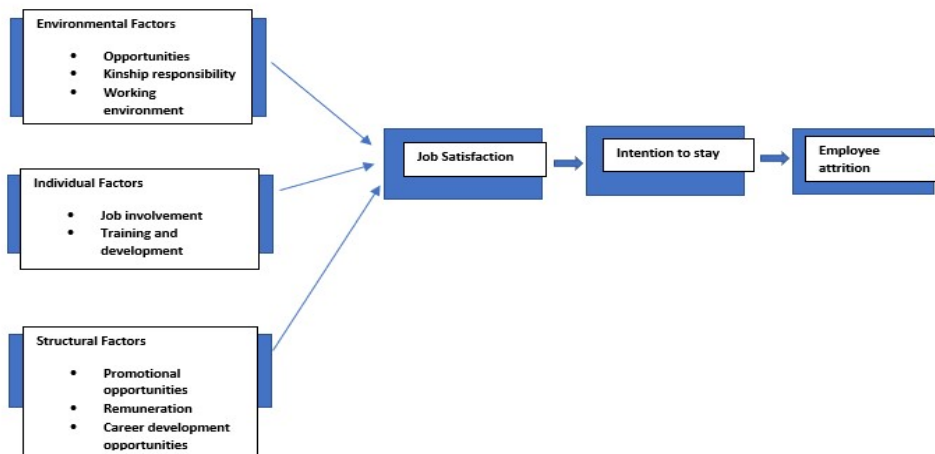 Environmental Factors
• Opportunities
• Kinship responsibility
• Working
environment
Individual Factors
• Job involvement
• Training and
development
Structural Factors
• Promotional
opportunities
• Remuneration
• Career development
opportunities
Job Satisfaction
Intention to stay
Employee
attrition